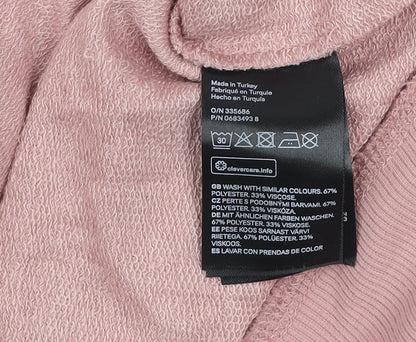 Made in Turkey
Fabriqué en Turquie
Hecho en Turquía
O/N 335686
P/N 0683493 8
30
clevercare.info
GB WASH WITH SIMILAR COLOURS. 67%
POLYESTER, 33% VISCOSE.
CZ PERTE S PODOBNÝMI BARVAMI. 67%
POLYESTER, 33% VISKÓZA.
DE MIT ÄHNLICHEN FARBEN WASCHEN.
67% POLYESTER, 33% VISKOSE.
EE PESE KOOS SARNAST VÄRVI
RIIETEGA. 67% POLÜESTER, 33%
VISKOOS.
ES LAVAR CON PRENDAS DE COLOR